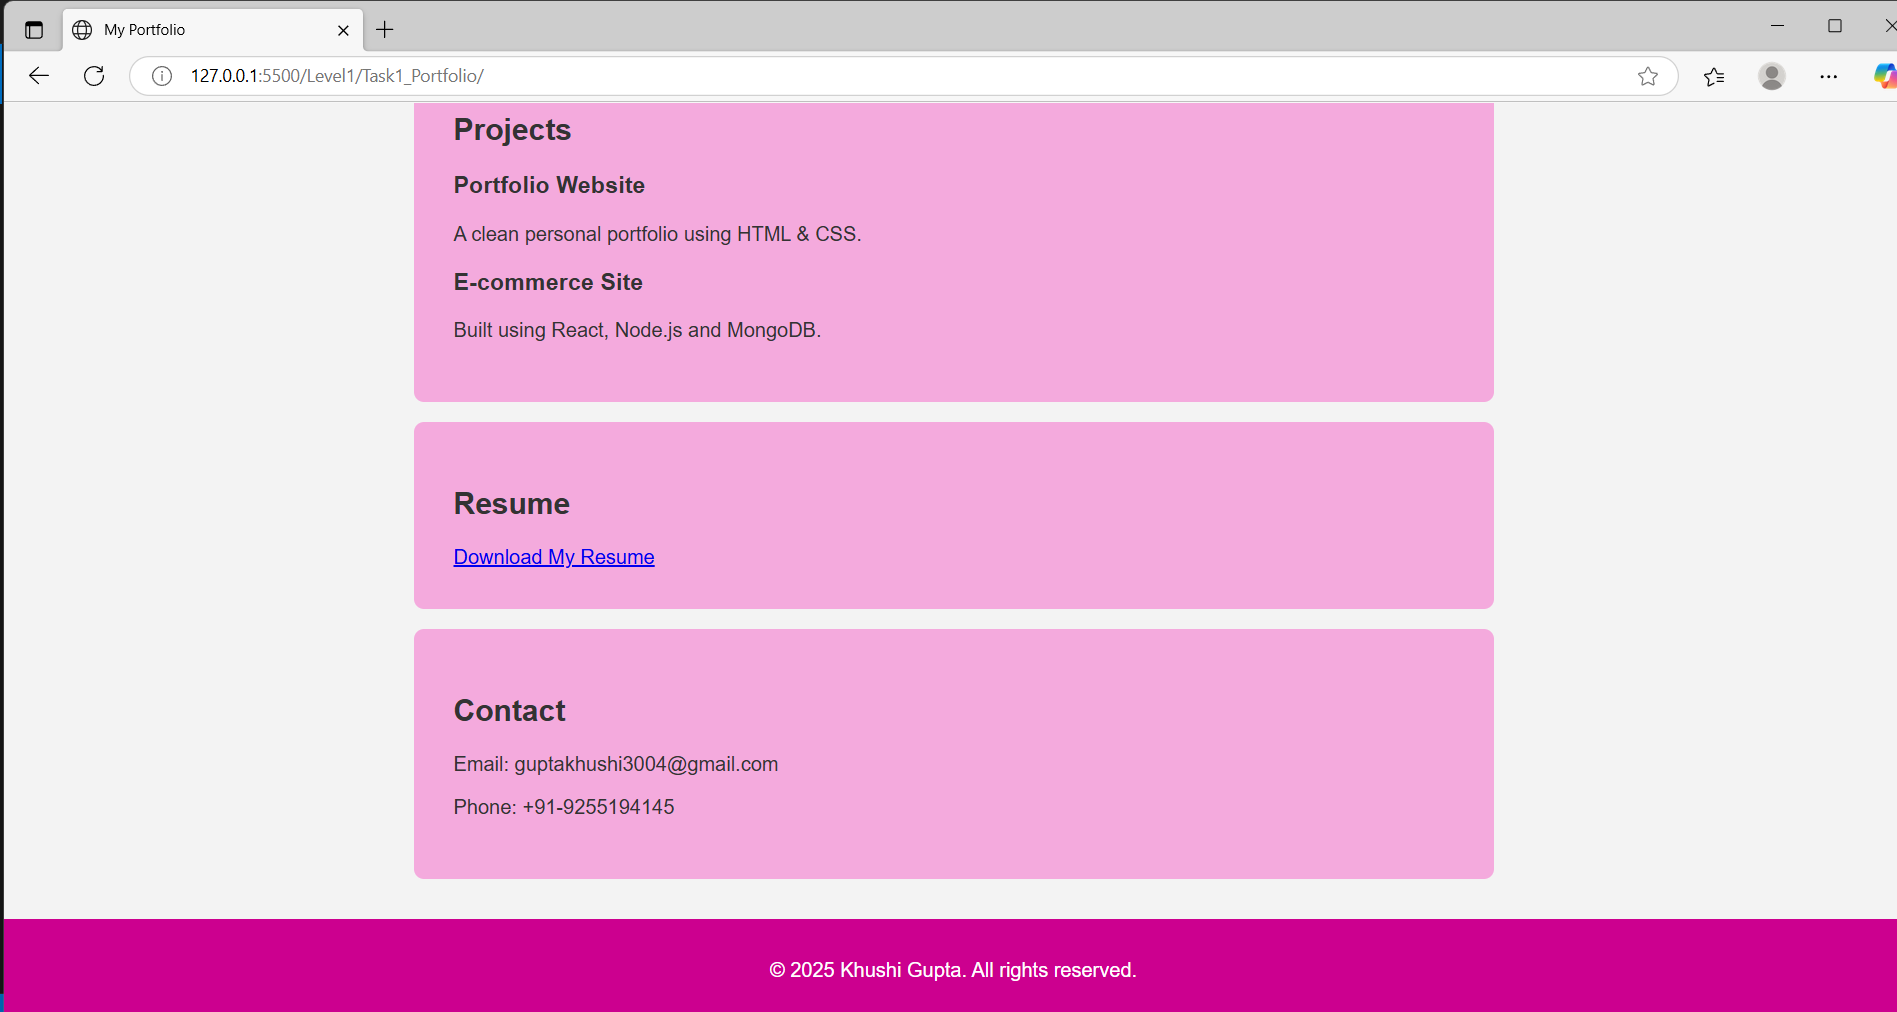 My Portfolio
127.0.0.1:5500/Level1/Task1_Portfolio/
Projects
Portfolio Website
A clean personal portfolio using HTML & CSS.
E-commerce Site
Built using React, Node.js and MongoDB.
Resume
Download My Resume
Contact
Email: guptakhushi3004@gmail.com
Phone: +91-9255194145
© 2025 Khushi Gupta. All rights reserved.